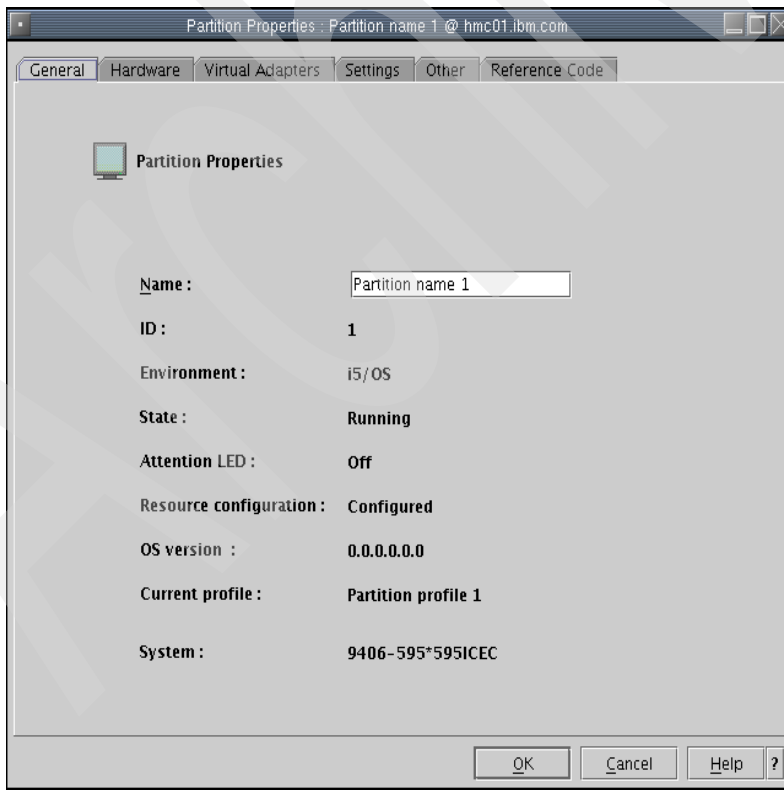 Partition Properties : Partition name 1 @ hmc01.ibm.com
General Hardware Virtual Adapters Settings Other Reference Code
Partition Properties
Name : Partition name 1
ID : 1
Environment : i5/OS
State : Running
Attention LED : Off
Resource configuration : Configured
OS version : 0.0.0.0.0.0
Current profile : Partition profile 1
System : 9406-595*595ICEC
OK Cancel Help ?